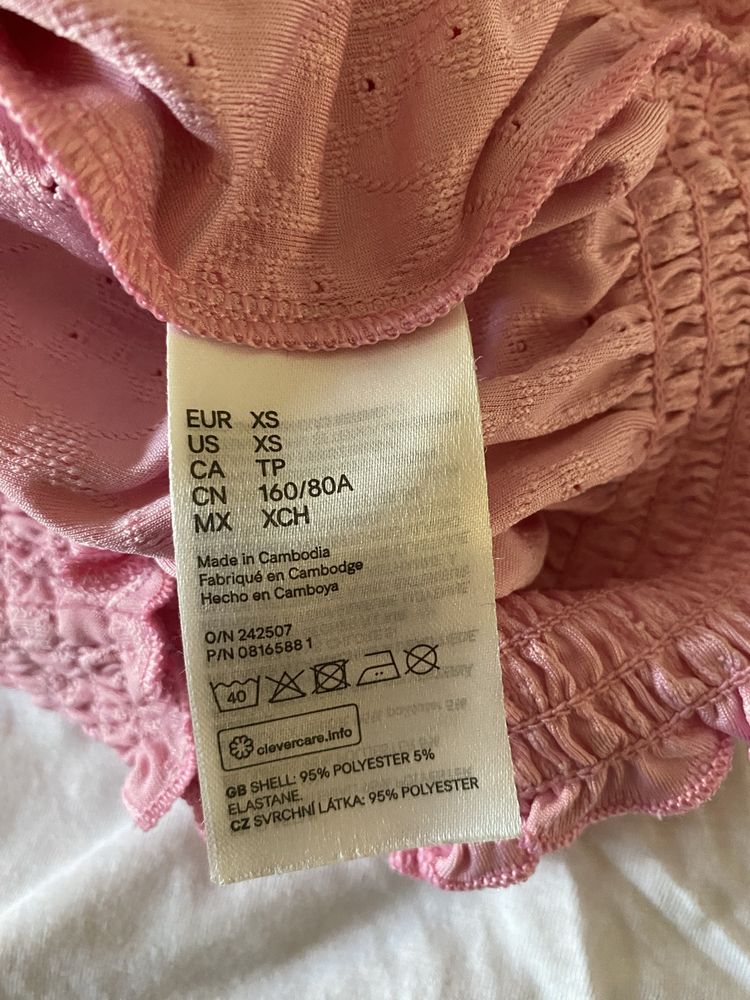 EUR XS
US XS
CA TP
CN 160/80A
MX XCH
Made in Cambodia
Fabriqué en Cambodge
Hecho en Camboya
O/N 242507
P/N 0816588 1
40
clevercare.info
GB SHELL: 95% POLYESTER 5%
ELASTANE.
CZ SVRCHNÍ LÁTKA: 95% POLYESTER